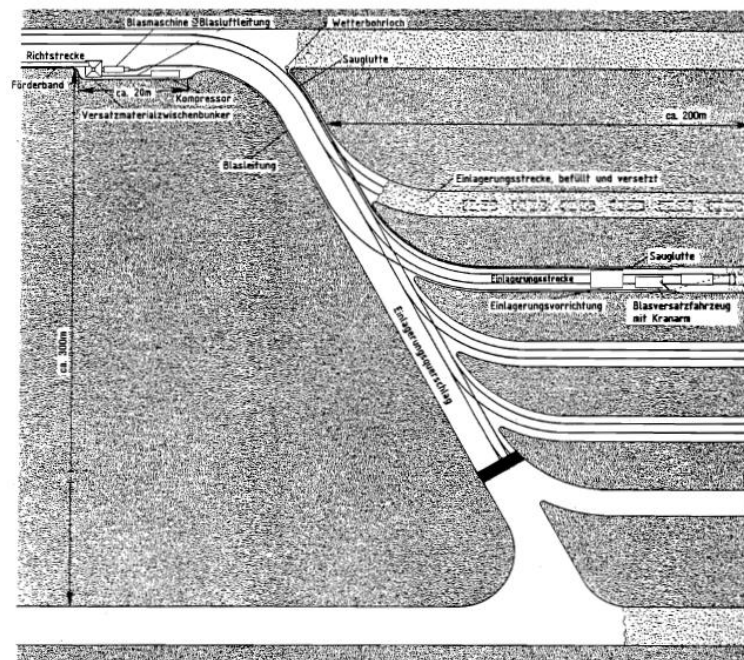 Blasmaschine
Blasluftleitung
Wetterbohrloch
Richtstrecke
Sauglutte
Förderband
ca. 20m
Kompressor
Versatzmaterialzwischenbunker
ca. 200m
Blasleitung
Einlagerungsstrecke, befüllt und versetzt
Sauglutte
Einlagerungsstrecke
Einlagerungsvorrichtung
Blasversatzfahrzeug
mit Kranarm
Einlagerungsquerschlag
ca. 300m